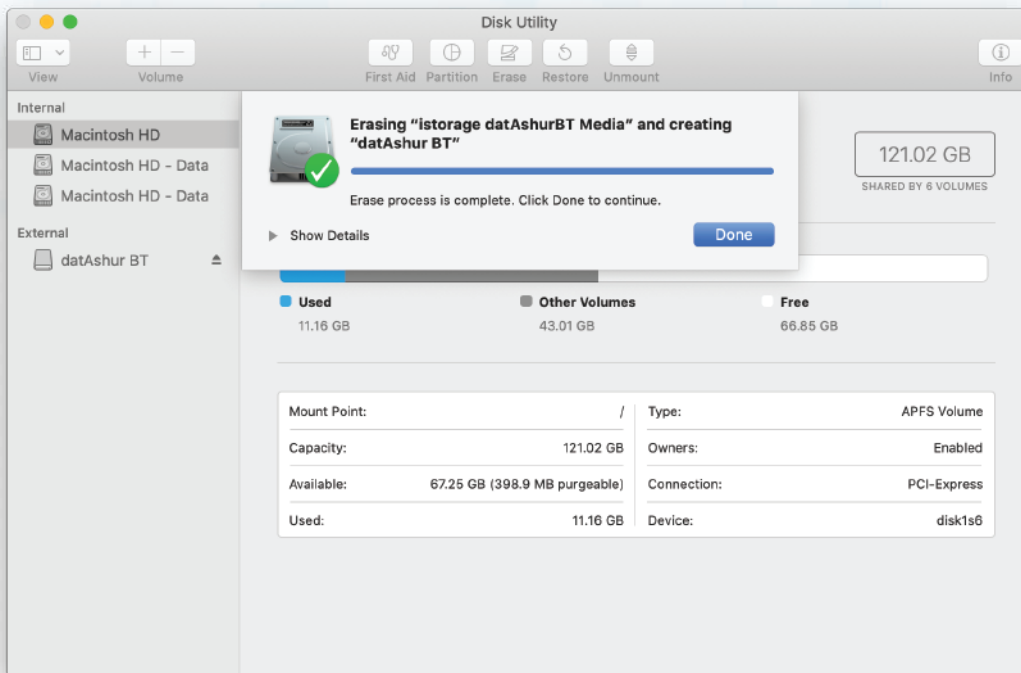 Disk Utility
View
Volume
First Aid Partition Erase Restore Unmount
Info
Internal
Macintosh HD
Macintosh HD - Data
Macintosh HD - Data
External
datAshur BT
Erasing “istorage datAshurBT Media” and creating
“datAshur BT”
Erase process is complete. Click Done to continue.
Show Details
Done
121.02 GB
SHARED BY 6 VOLUMES
Used
11.16 GB
Other Volumes
43.01 GB
Free
66.85 GB
Mount Point: /
Capacity: 121.02 GB
Available: 67.25 GB (398.9 MB purgeable)
Used: 11.16 GB
Type: APFS Volume
Owners: Enabled
Connection: PCI-Express
Device: disk1s6